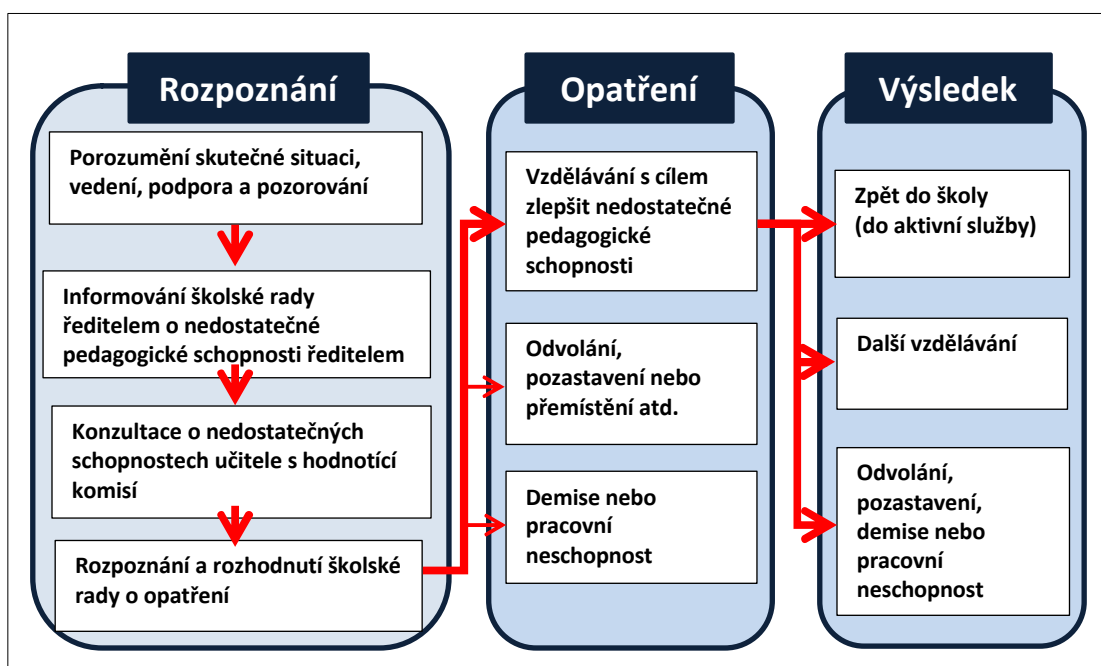 Rozpoznání
Porozumění skutečné situaci,
vedení, podpora a pozorování
Informování školské rady
ředitelem o nedostatečné
pedagogické schopnosti ředitelem
Konzultace o nedostatečných
schopnostech učitele s hodnotící
komisí
Rozpoznání a rozhodnutí školské
rady o opatření
Opatření
Vzdělávání s cílem
zlepšit nedostatečné
pedagogické
schopnosti
Odvolání,
pozastavení nebo
přemístění atd.
Demise nebo
pracovní
neschopnost
Výsledek
Zpět do školy
(do aktivní služby)
Další vzdělávání
Odvolání,
pozastavení,
demise nebo
pracovní
neschopnost